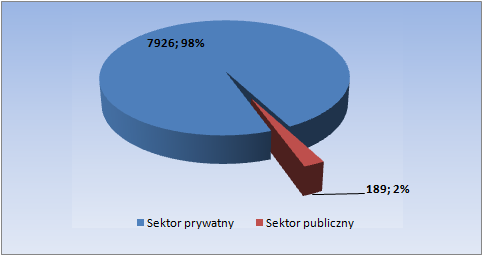 7926; 98%
189; 2%
Sektor prywatny
Sektor publiczny